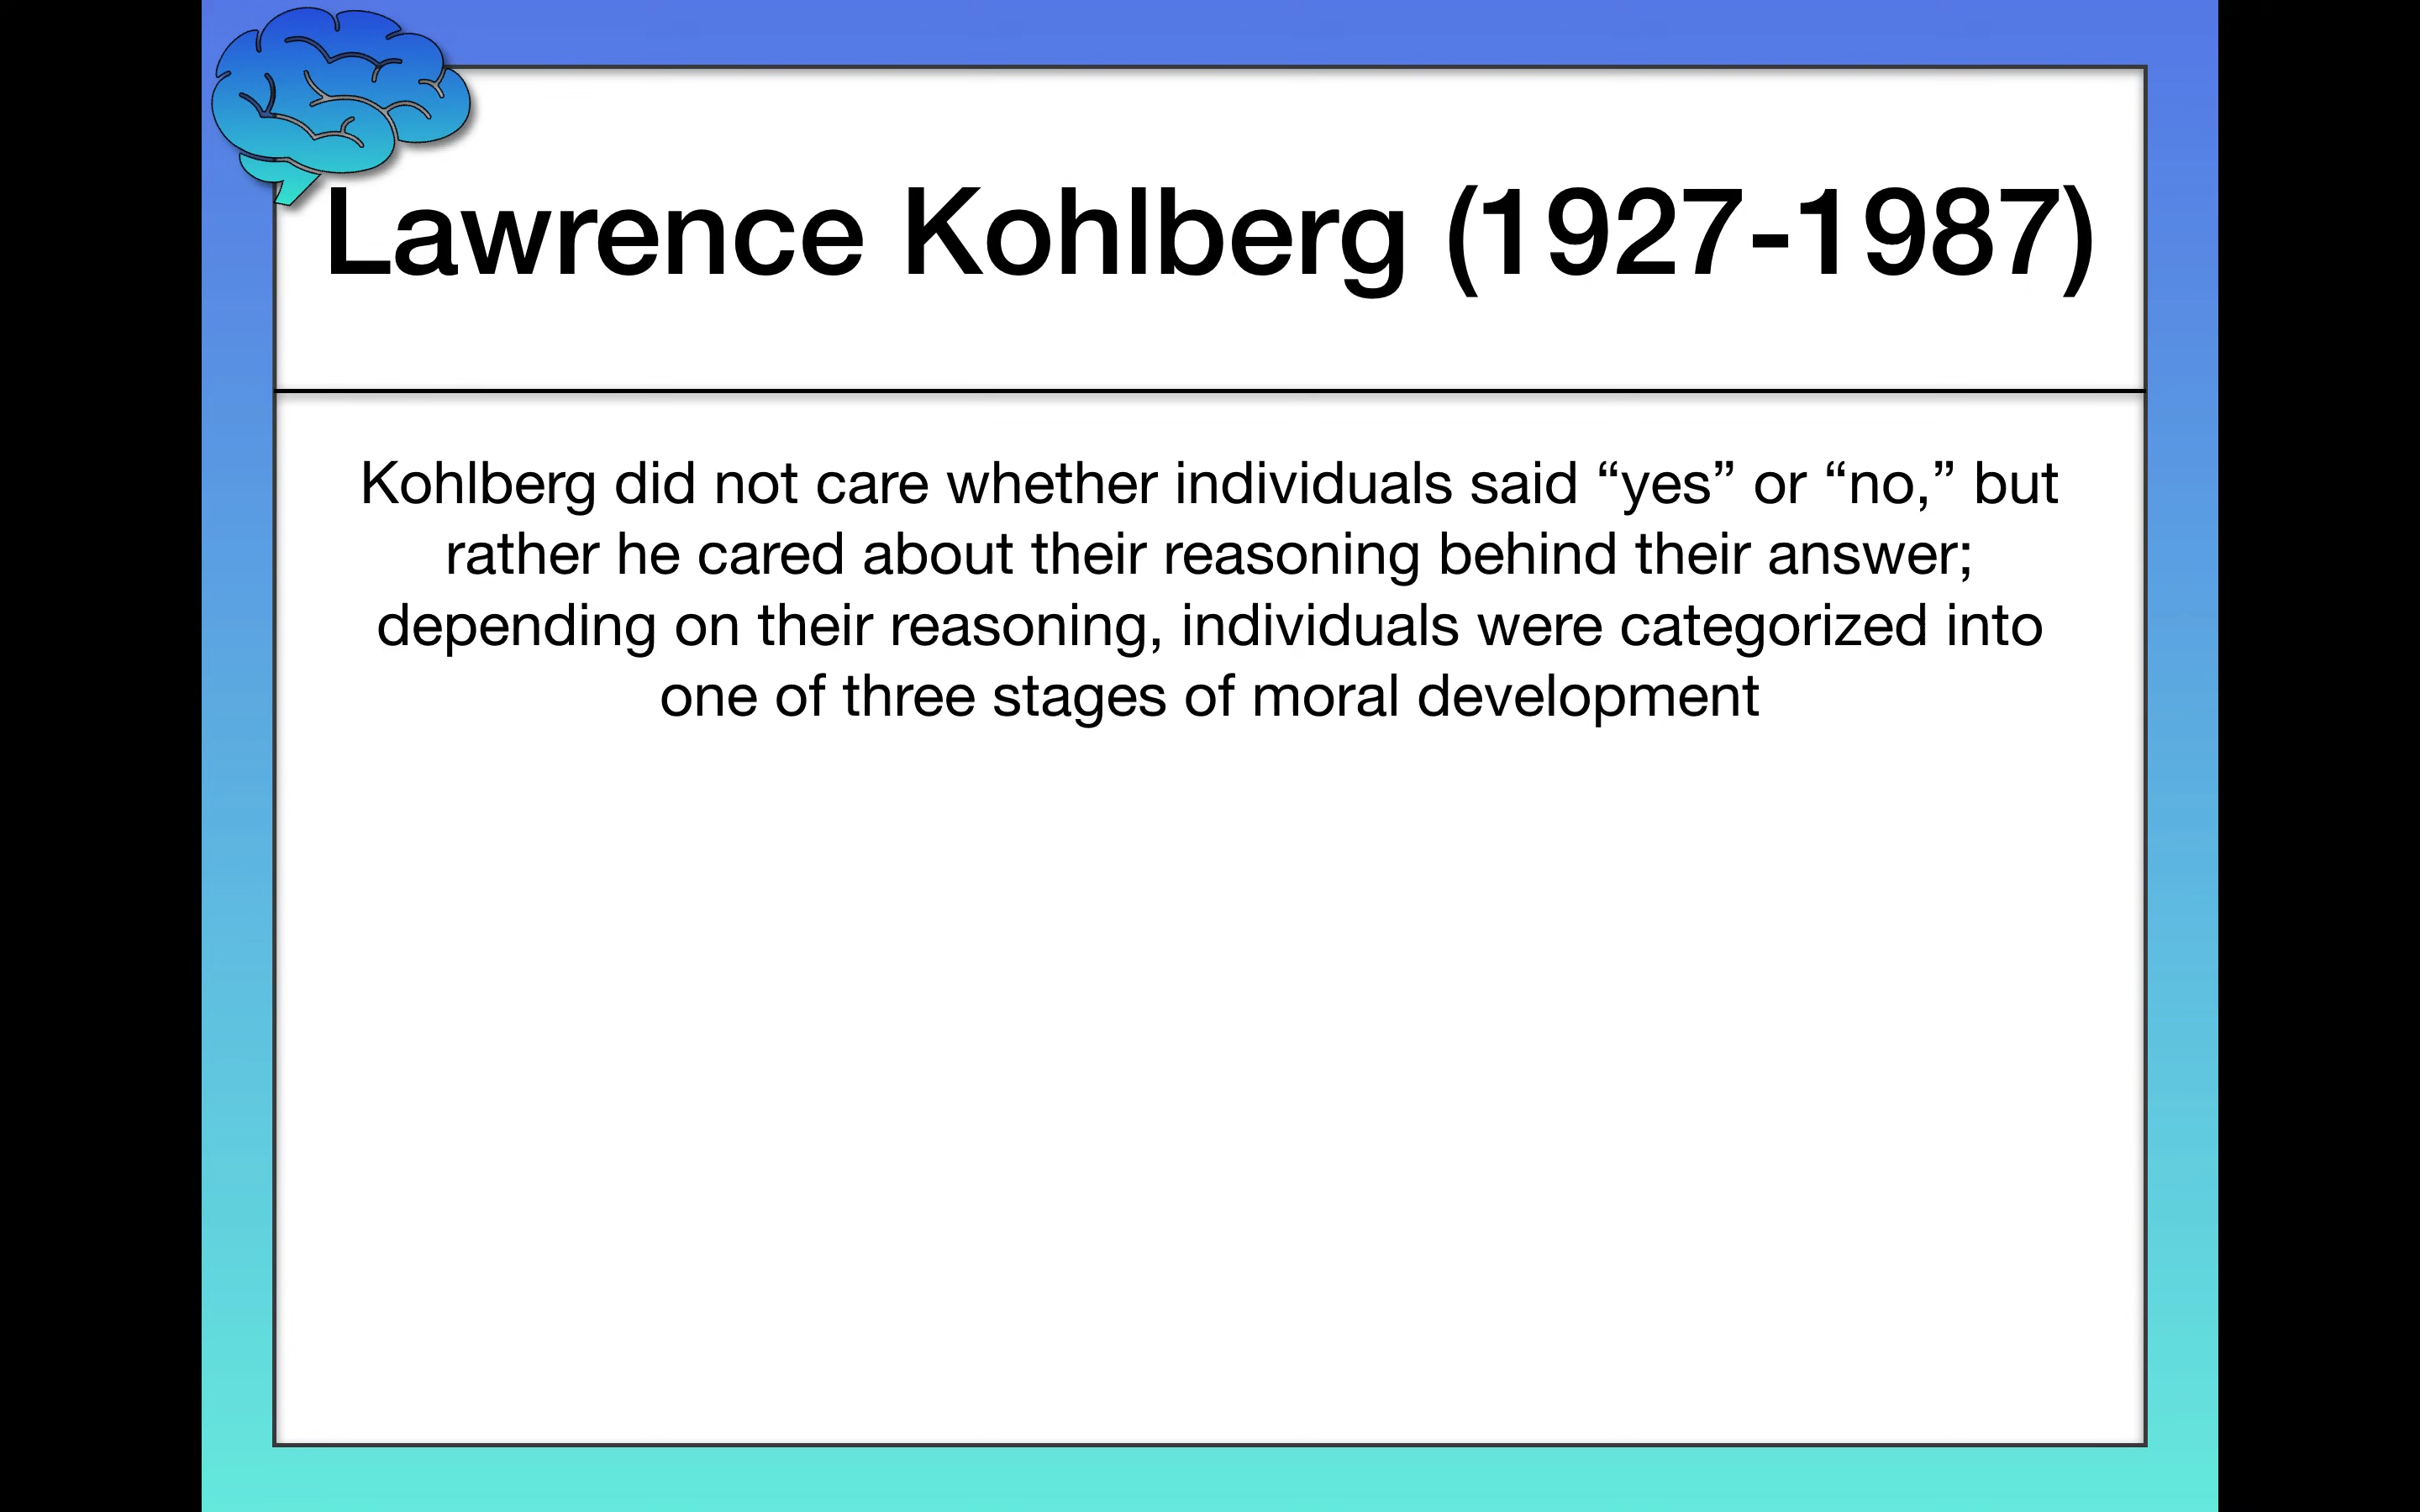 Lawrence Kohlberg (1927-1987)
Kohlberg did not care whether individuals said “yes” or “no,” but
rather he cared about their reasoning behind their answer;
depending on their reasoning, individuals were categorized into
one of three stages of moral development